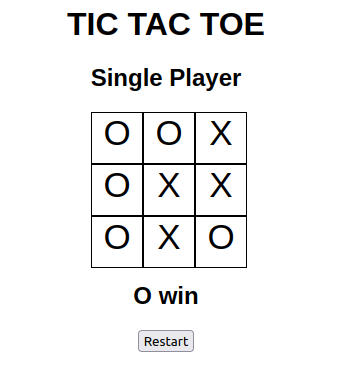 TIC TAC TOE
Single Player
O O X
O X X
O X O
O win
Restart